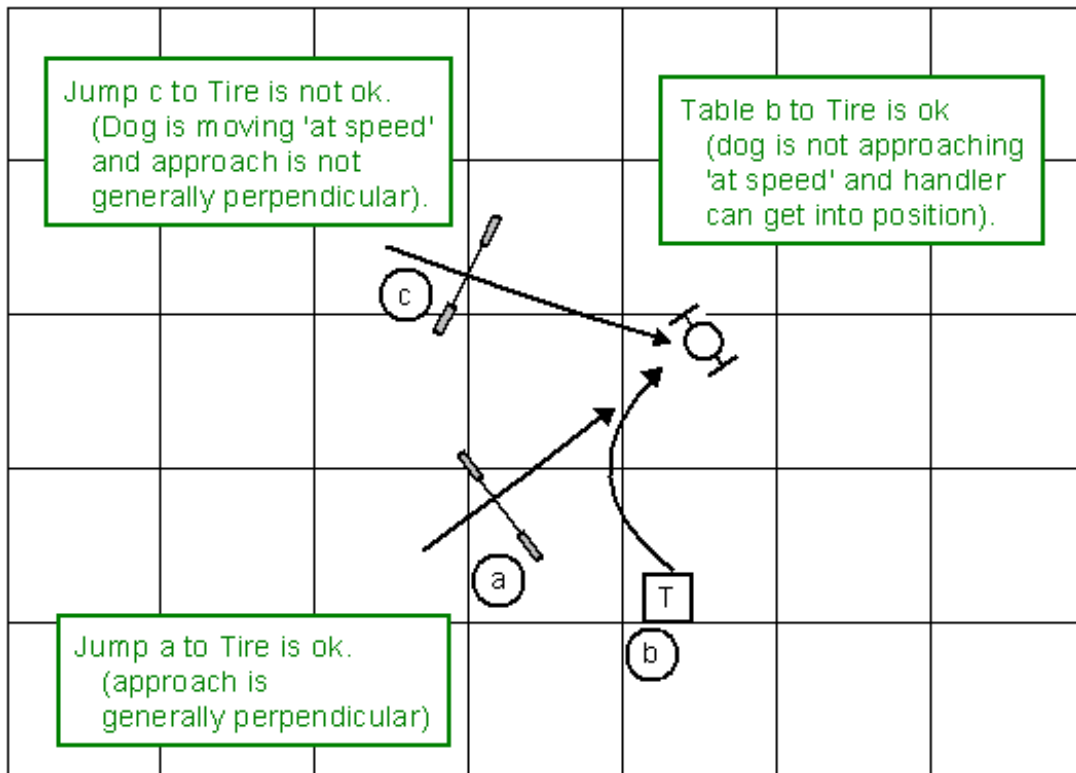 Jump c to Tire is not ok.
(Dog is moving 'at speed'
and approach is not
generally perpendicular).
Table b to Tire is ok
(dog is not approaching
'at speed' and handler
can get into position).
c
a
T
b
Jump a to Tire is ok.
(approach is
generally perpendicular)